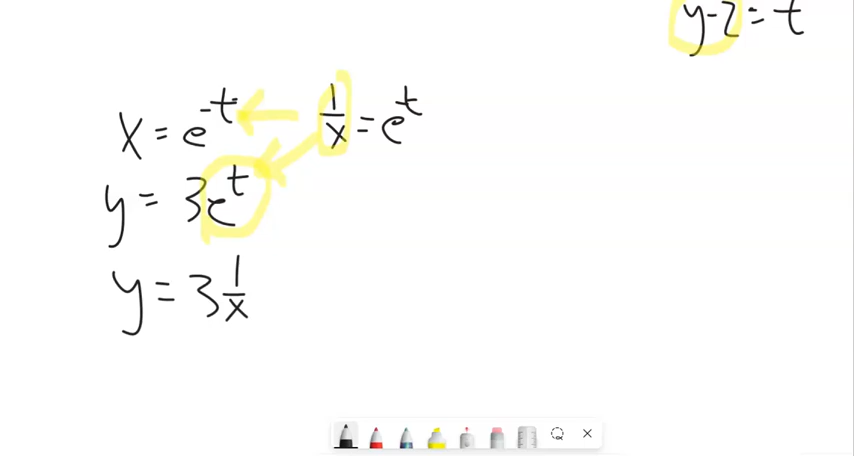 y-2 = t
x = e^-t    1/x = e^t
y = 3e^t
y = 3 1/x